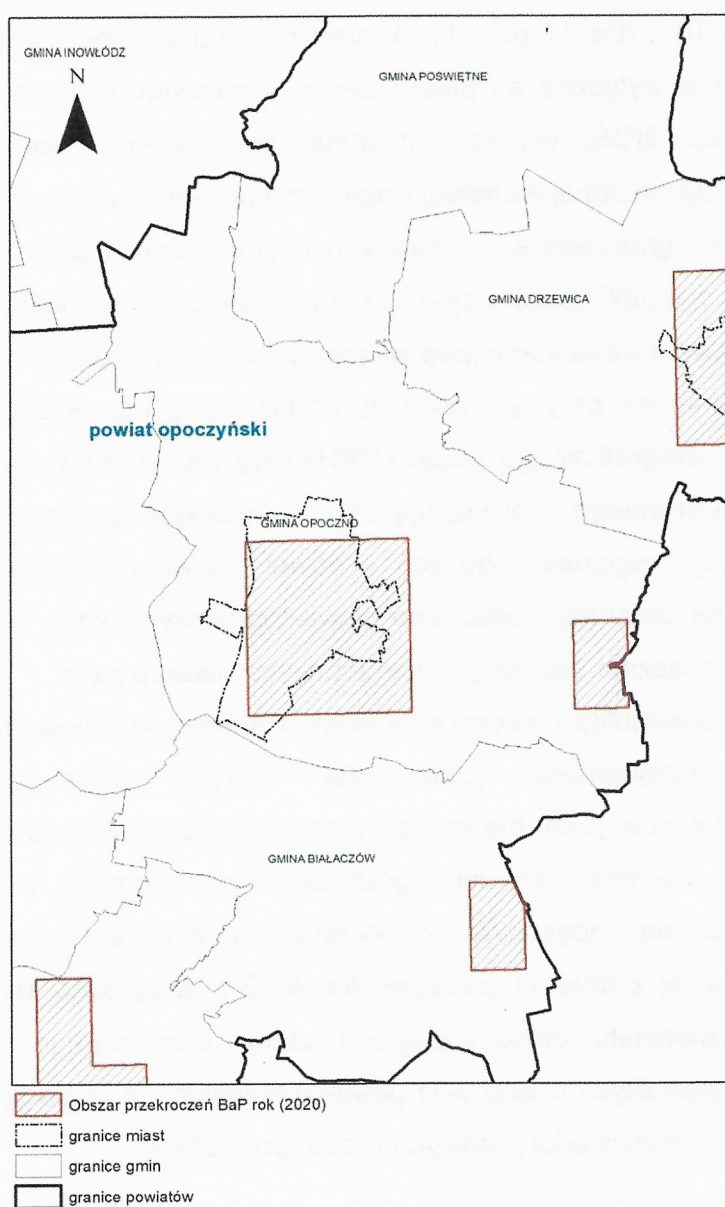 GMINA INOWŁÓDZ
GMINA POŚWIĘTNE
N
GMINA DRZEWICA
powiat opoczyński
GMINA OPOCZNO
GMINA BIAŁACZÓW
Obszar przekroczeń BaP rok (2020)
granice miast
granice gmin
granice powiatów